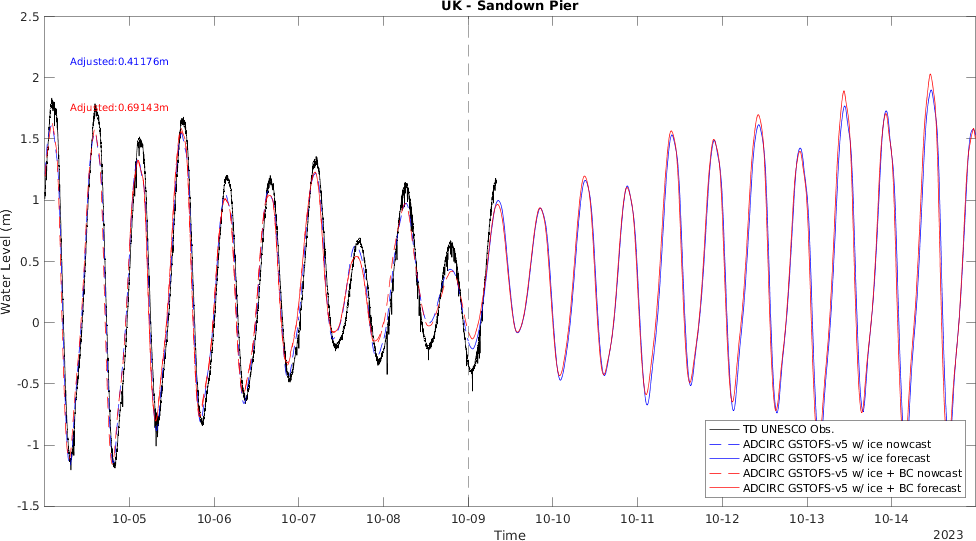 UK - Sandown Pier
2.5
2
1.5
1
0.5
0
-0.5
-1
-1.5
Water Level (m)
Adjusted:0.41176m
Adjusted:0.69143m
TD UNESCO Obs.
ADCIRC GSTOFS-v5 w/ ice nowcast
ADCIRC GSTOFS-v5 w/ ice forecast
ADCIRC GSTOFS-v5 w/ ice + BC nowcast
ADCIRC GSTOFS-v5 w/ ice + BC forecast
10-05 10-06 10-07 10-08 10-09 10-10 10-11 10-12 10-13 10-14
Time
2023